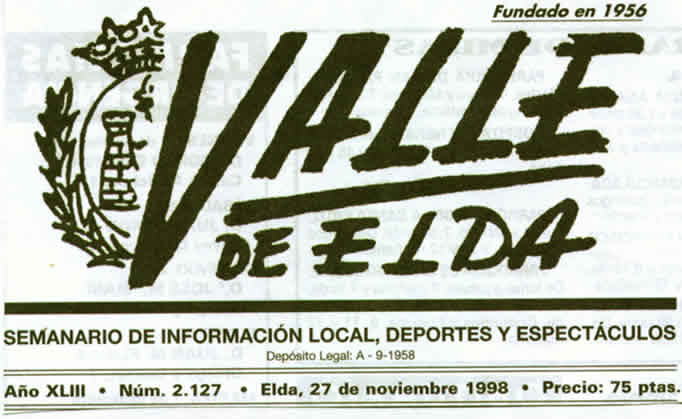 Fundado en 1956
VALLE
DE ELDA
SEMANARIO DE INFORMACIÓN LOCAL, DEPORTES Y ESPECTÁCULOS
Depósito Legal: A - 9-1958
Año XLIII • Núm. 2.127 • Elda, 27 de noviembre 1998 • Precio: 75 ptas.